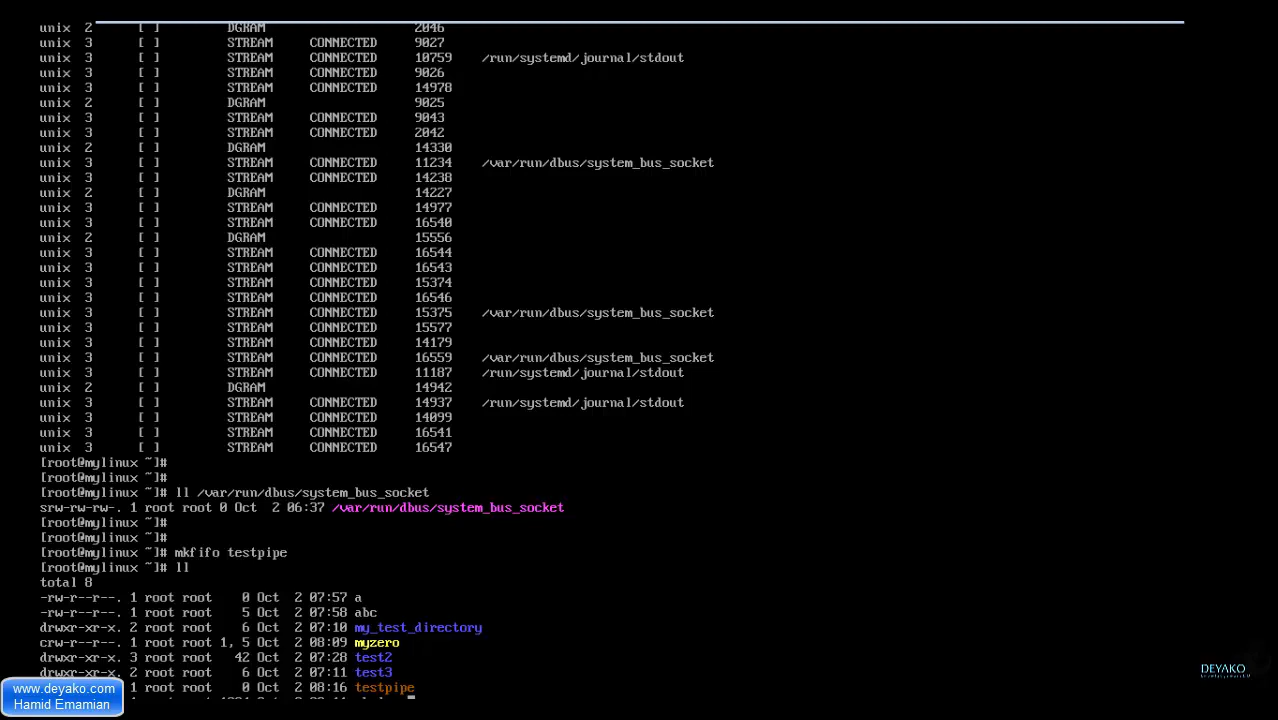 unix 2 [ ] DGRAM 2046
unix 3 [ ] STREAM CONNECTED 9027
unix 3 [ ] STREAM CONNECTED 10759 /run/systemd/journal/stdout
unix 3 [ ] STREAM CONNECTED 9026
unix 3 [ ] STREAM CONNECTED 14978
unix 2 [ ] DGRAM 9025
unix 3 [ ] STREAM CONNECTED 9043
unix 3 [ ] STREAM CONNECTED 2042
unix 2 [ ] DGRAM 14330
unix 3 [ ] STREAM CONNECTED 11234 /var/run/dbus/system_bus_socket
unix 3 [ ] STREAM CONNECTED 14238
unix 2 [ ] DGRAM 14227
unix 3 [ ] STREAM CONNECTED 14977
unix 3 [ ] STREAM CONNECTED 16540
unix 2 [ ] DGRAM 15556
unix 3 [ ] STREAM CONNECTED 16544
unix 3 [ ] STREAM CONNECTED 16543
unix 3 [ ] STREAM CONNECTED 15374
unix 3 [ ] STREAM CONNECTED 16546
unix 3 [ ] STREAM CONNECTED 15375 /var/run/dbus/system_bus_socket
unix 3 [ ] STREAM CONNECTED 15577
unix 3 [ ] STREAM CONNECTED 14179
unix 3 [ ] STREAM CONNECTED 16559 /var/run/dbus/system_bus_socket
unix 3 [ ] STREAM CONNECTED 11187 /run/systemd/journal/stdout
unix 2 [ ] DGRAM 14942
unix 3 [ ] STREAM CONNECTED 14937 /run/systemd/journal/stdout
unix 3 [ ] STREAM CONNECTED 14099
unix 3 [ ] STREAM CONNECTED 16541
unix 3 [ ] STREAM CONNECTED 16547
[root@mylinux ~]#
[root@mylinux ~]#
[root@mylinux ~]# ll /var/run/dbus/system_bus_socket
srw-rw-rw-. 1 root root 0 Oct 2 06:37 /var/run/dbus/system_bus_socket
[root@mylinux ~]#
[root@mylinux ~]#
[root@mylinux ~]# mkfifo testpipe
[root@mylinux ~]# ll
total 8
-rw-r--r--. 1 root root 0 Oct 2 07:57 a
-rw-r--r--. 1 root root 5 Oct 2 07:58 abc
drwxr-xr-x. 2 root root 6 Oct 2 07:10 my_test_directory
crw-r--r--. 1 root root 1, 5 Oct 2 08:09 myzero
drwxr-xr-x. 3 root root 42 Oct 2 07:28 test2
drwxr-xr-x. 2 root root 6 Oct 2 07:11 test3
1 root root 0 Oct 2 08:16 testpipe
www.deyako.com
Hamid Emamian
DEYAKO